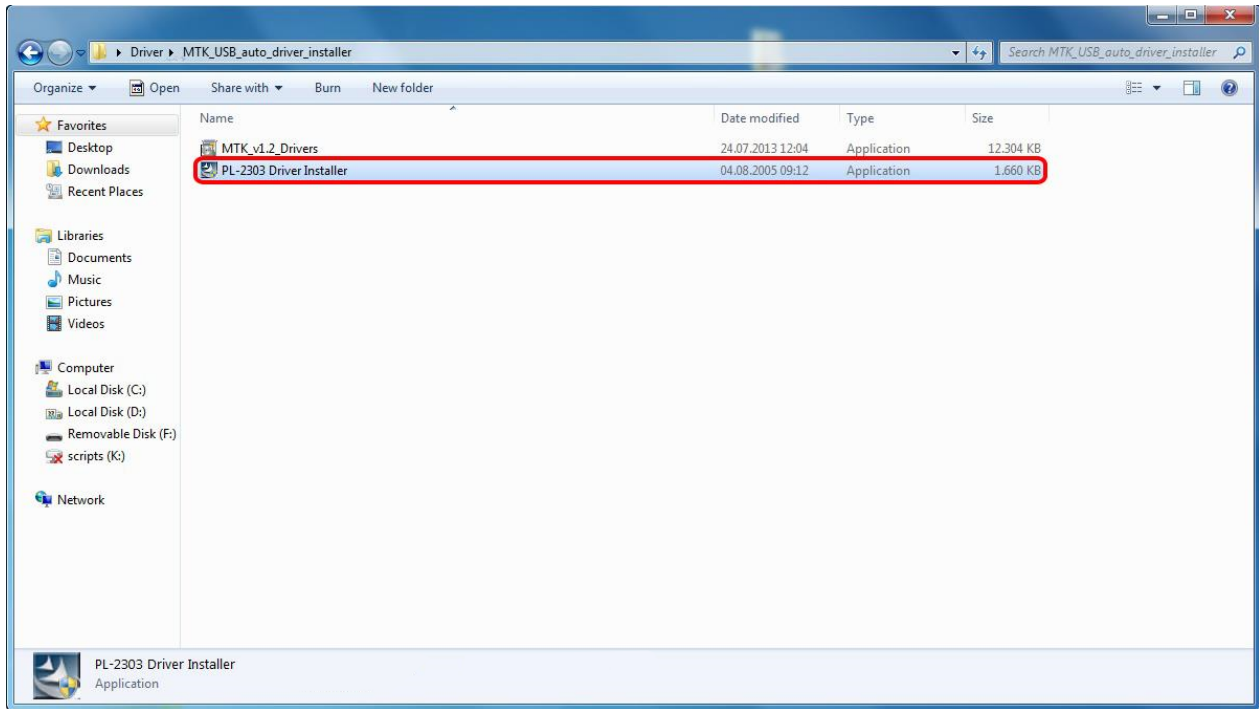 Driver MTK_USB_auto_driver_installer Search MTK_USB_auto_driver_installer
Organize Open Share with Burn New folder
Favorites
Desktop
Downloads
Recent Places
Libraries
Documents
Music
Pictures
Videos
Computer
Local Disk (C:)
Local Disk (D:)
Removable Disk (F:)
scripts (K:)
Network
Name Date modified Type Size
MTK_v1.2_Drivers 24.07.2013 12:04 Application 12.304 KB
PL-2303 Driver Installer 04.08.2005 09:12 Application 1.660 KB
PL-2303 Driver Installer
Application